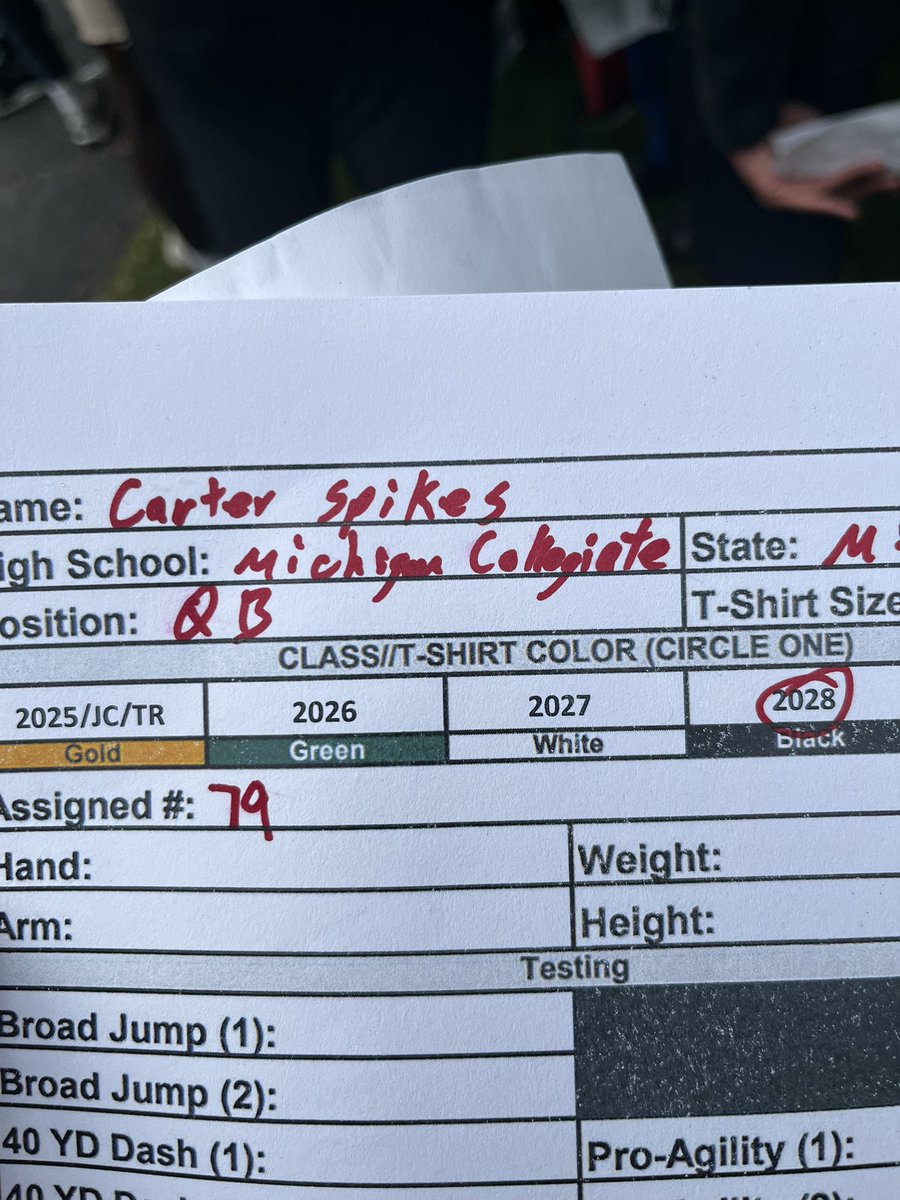 ame: Carter Spikes
igh School: Michigan Collegiate State: M
osition: QB T-Shirt Size
CLASS//T-SHIRT COLOR (CIRCLE ONE)
2025/JC/TR 2026 2027 2028
Gold Green White Black
Assigned #: 79
Hand: Weight:
Arm: Height:
Testing
Broad Jump (1):
Broad Jump (2):
40 YD Dash (1): Pro-Agility (1):